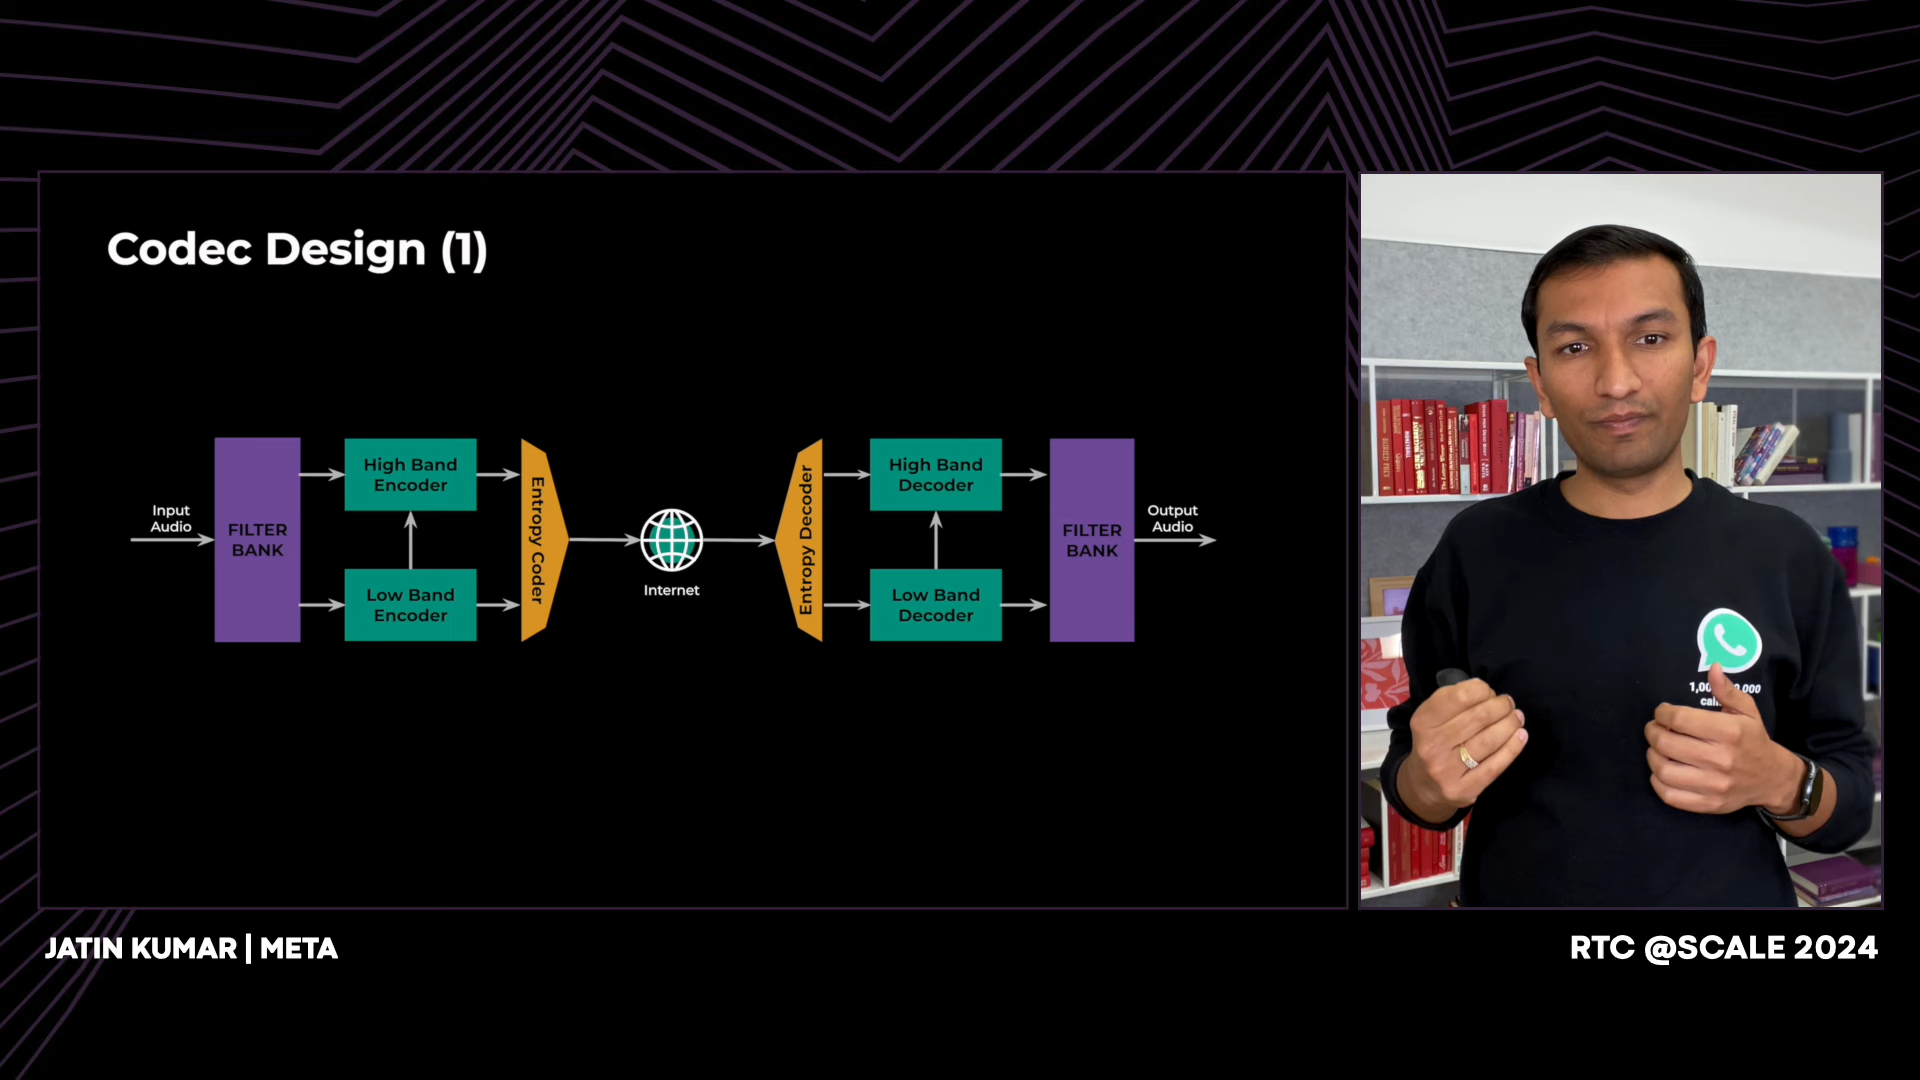 Codec Design (1)
Input
Audio
FILTER
BANK
High Band
Encoder
Low Band
Encoder
Entropy Coder
Internet
Entropy Decoder
High Band
Decoder
Low Band
Decoder
FILTER
BANK
Output
Audio
JATIN KUMAR | META
RTC @SCALE 2024